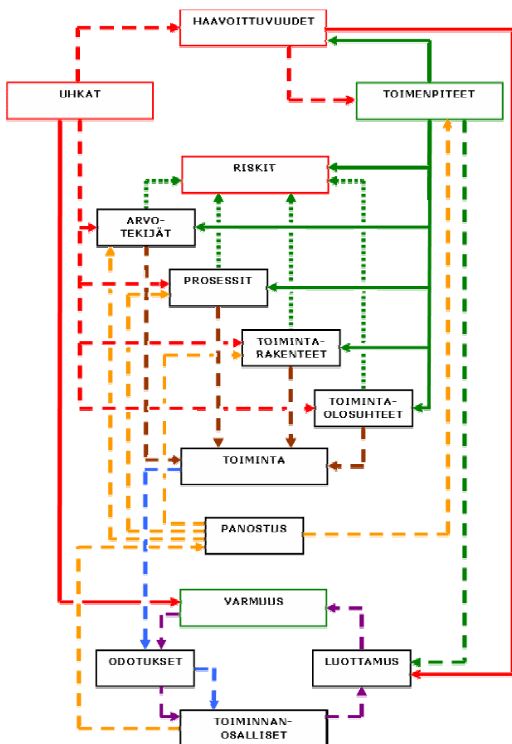 HAAVOITTUVUUDET
UHKAT
TOIMENPITEET
RISKIT
ARVO-
TEKIJÄT
PROSESSIT
TOIMINTA-
RAKENTEET
TOIMINTA-
OLOSUHTEET
TOIMINTA
PANOSTUS
VARMUUS
ODOTUKSET
LUOTTAMUS
TOIMINNAN-
OSALLISET